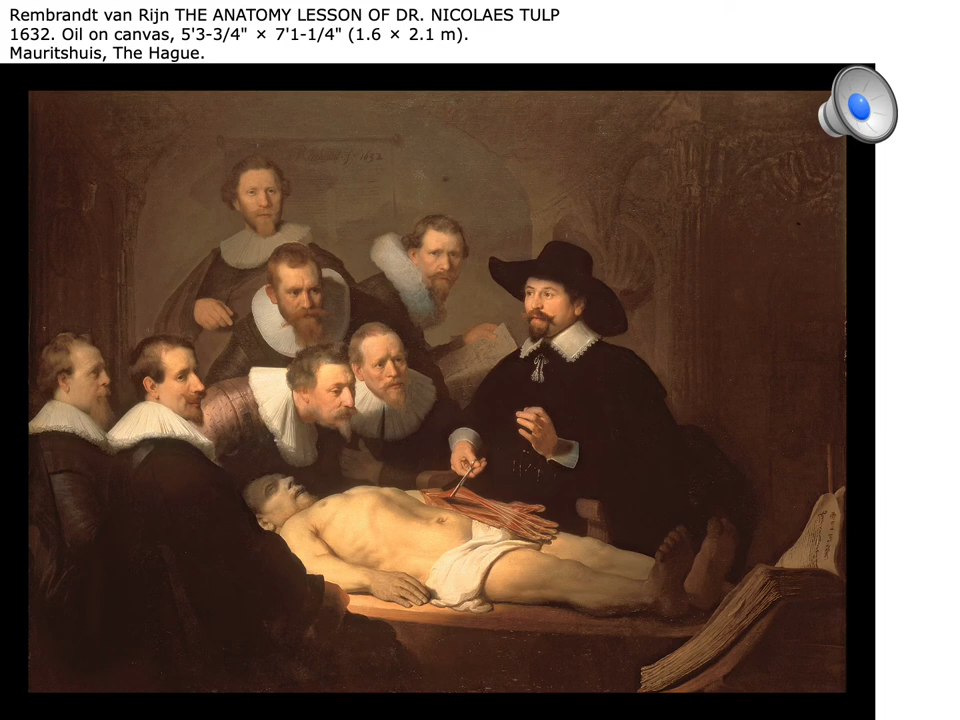 Rembrandt van Rijn THE ANATOMY LESSON OF DR. NICOLAES TULP
1632. Oil on canvas, 5'3-3/4" × 7'1-1/4" (1.6 × 2.1 m).
Mauritshuis, The Hague.